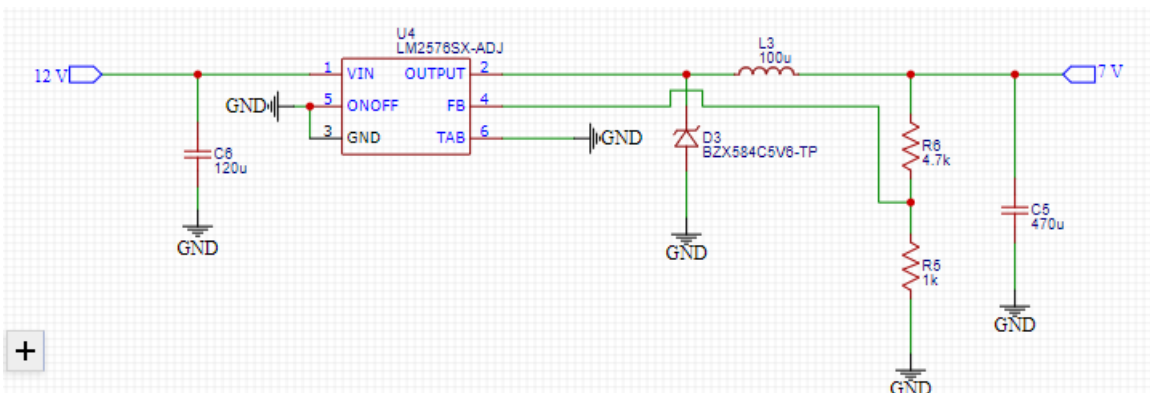 U4
LM2576SX-ADJ
12 V
1
VIN
OUTPUT
2
L3
100u
7 V
GND
5
ONOFF
FB
4
3
GND
TAB
6
GND
C6
120u
GND
D3
BZX584C5V6-TP
GND
R6
4.7k
R5
1k
GND
C5
470u
GND
+